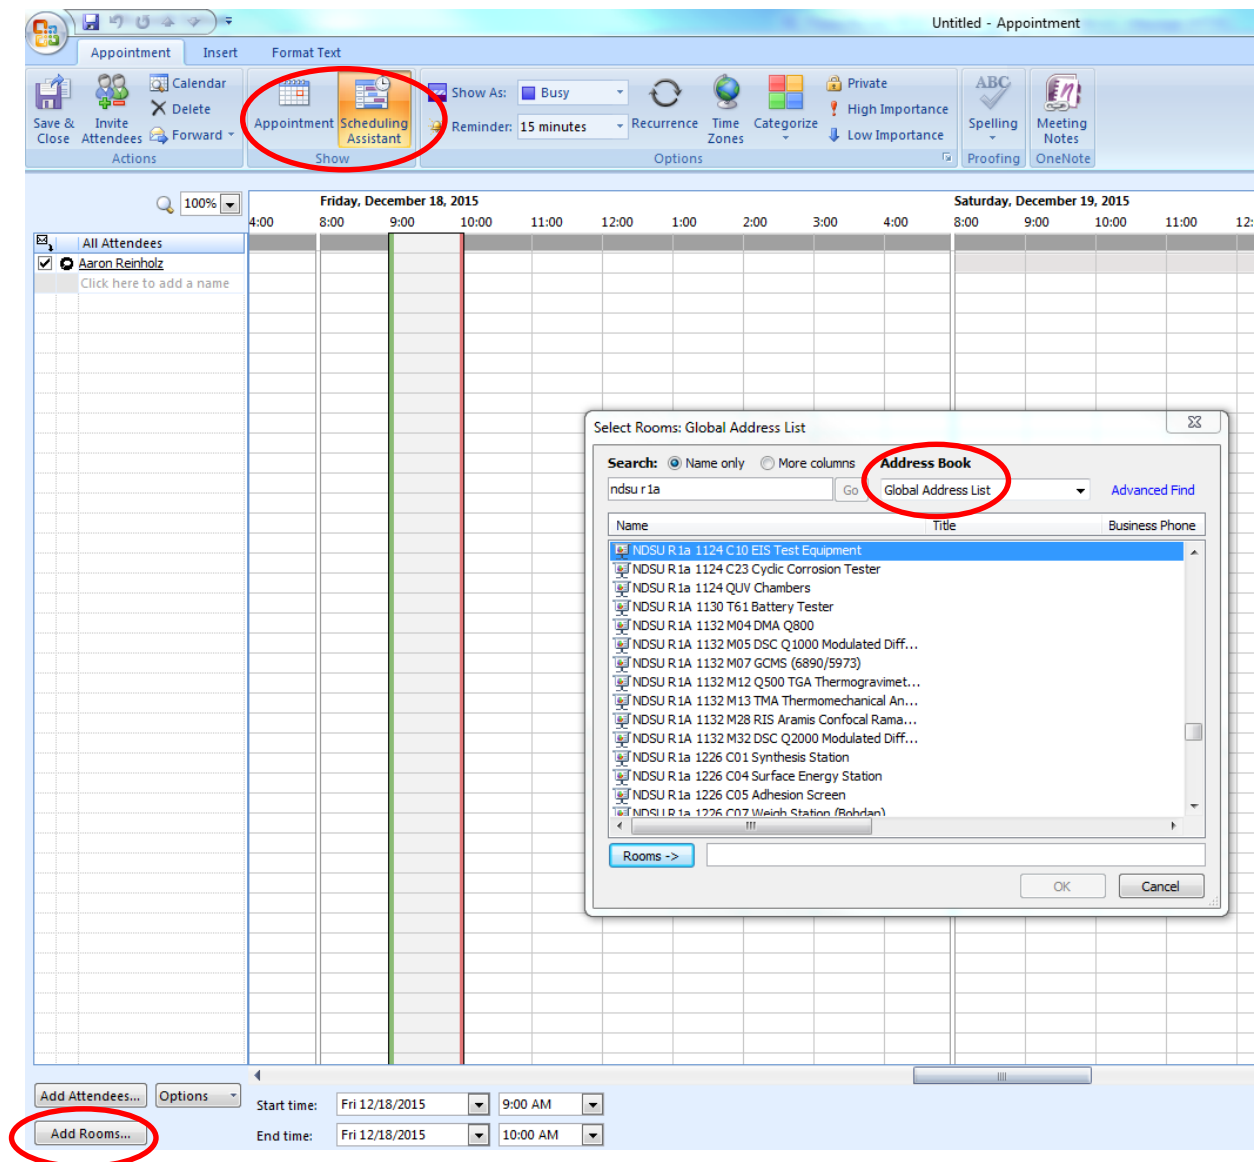 Untitled - Appointment
Appointment Insert Format Text
Save & Close
Invite Attendees
Calendar
Delete
Forward
Actions
Appointment
Scheduling Assistant
Show
Show As: Busy
Reminder: 15 minutes
Recurrence
Time Zones
Categorize
Private
High Importance
Low Importance
Options
ABC
Spelling
Proofing
Meeting Notes
OneNote
100%
Friday, December 18, 2015 Saturday, December 19, 2015
4:00 8:00 9:00 10:00 11:00 12:00 1:00 2:00 3:00 4:00 8:00 9:00 10:00 11:00 12:
All Attendees
Aaron Reinholz
Click here to add a name
Select Rooms: Global Address List
Search: Name only More columns Address Book
ndsu r1a Go Global Address List Advanced Find
Name Title Business Phone
NDSU R1a 1124 C10 EIS Test Equipment
NDSU R1a 1124 C23 Cyclic Corrosion Tester
NDSU R1a 1124 QUV Chambers
NDSU R1A 1130 T61 Battery Tester
NDSU R1A 1132 M04 DMA Q800
NDSU R1A 1132 M05 DSC Q1000 Modulated Diff...
NDSU R1A 1132 M07 GCMS (6890/5973)
NDSU R1A 1132 M12 Q500 TGA Thermogravimet...
NDSU R1A 1132 M13 TMA Thermomechanical An...
NDSU R1A 1132 M28 RIS Aramis Confocal Rama...
NDSU R1A 1132 M32 DSC Q2000 Modulated Diff...
NDSU R1a 1226 C01 Synthesis Station
NDSU R1a 1226 C04 Surface Energy Station
NDSU R1a 1226 C05 Adhesion Screen
NDSU R1a 1226 C07 Weigh Station (Bohdan)
Rooms ->
OK Cancel
Add Attendees... Options
Start time: Fri 12/18/2015 9:00 AM
Add Rooms...
End time: Fri 12/18/2015 10:00 AM